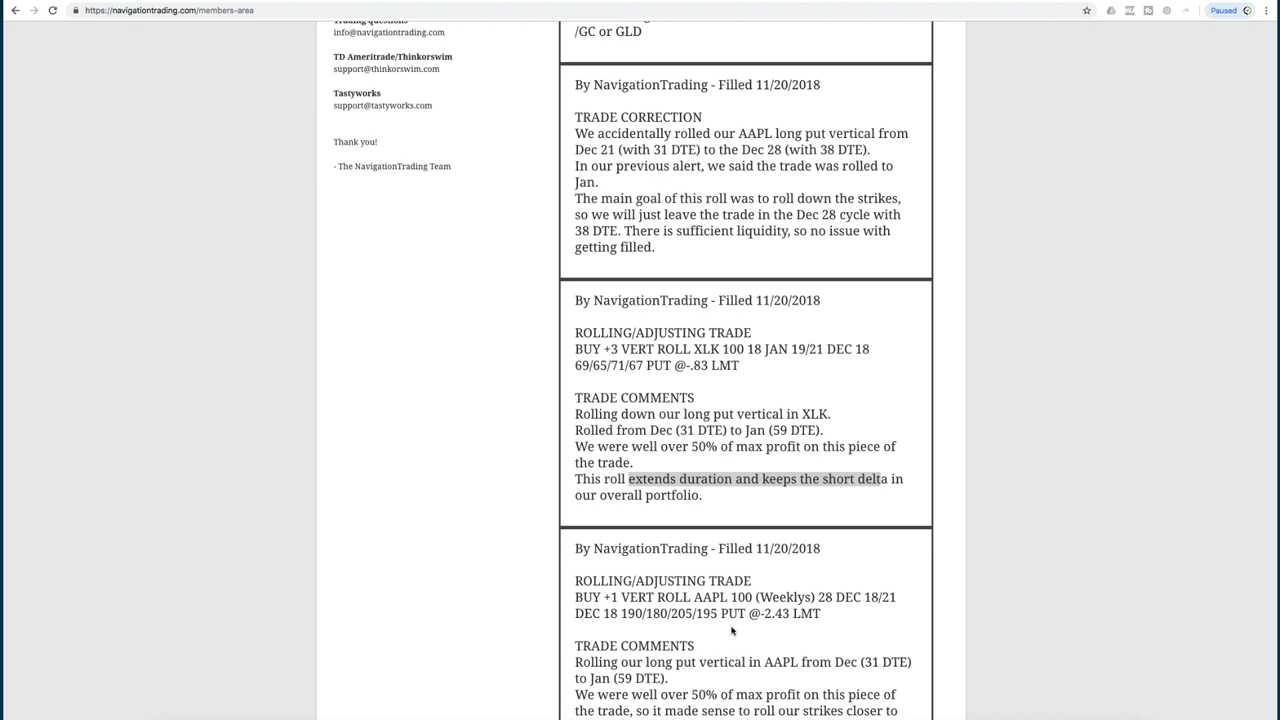 https://navigationtrading.com/members-area
Paused
Trading questions
info@navigationtrading.com
TD Ameritrade/Thinkorswim
support@thinkorswim.com
Tastyworks
support@tastyworks.com
Thank you!
- The NavigationTrading Team
/GC or GLD
By NavigationTrading - Filled 11/20/2018
TRADE CORRECTION
We accidentally rolled our AAPL long put vertical from
Dec 21 (with 31 DTE) to the Dec 28 (with 38 DTE).
In our previous alert, we said the trade was rolled to
Jan.
The main goal of this roll was to roll down the strikes,
so we will just leave the trade in the Dec 28 cycle with
38 DTE. There is sufficient liquidity, so no issue with
getting filled.
By NavigationTrading - Filled 11/20/2018
ROLLING/ADJUSTING TRADE
BUY +3 VERT ROLL XLK 100 18 JAN 19/21 DEC 18
69/65/71/67 PUT @-.83 LMT
TRADE COMMENTS
Rolling down our long put vertical in XLK.
Rolled from Dec (31 DTE) to Jan (59 DTE).
We were well over 50% of max profit on this piece of
the trade.
This roll extends duration and keeps the short delta in
our overall portfolio.
By NavigationTrading - Filled 11/20/2018
ROLLING/ADJUSTING TRADE
BUY +1 VERT ROLL AAPL 100 (Weeklys) 28 DEC 18/21
DEC 18 190/180/205/195 PUT @-2.43 LMT
TRADE COMMENTS
Rolling our long put vertical in AAPL from Dec (31 DTE)
to Jan (59 DTE).
We were well over 50% of max profit on this piece of
the trade, so it made sense to roll our strikes closer to